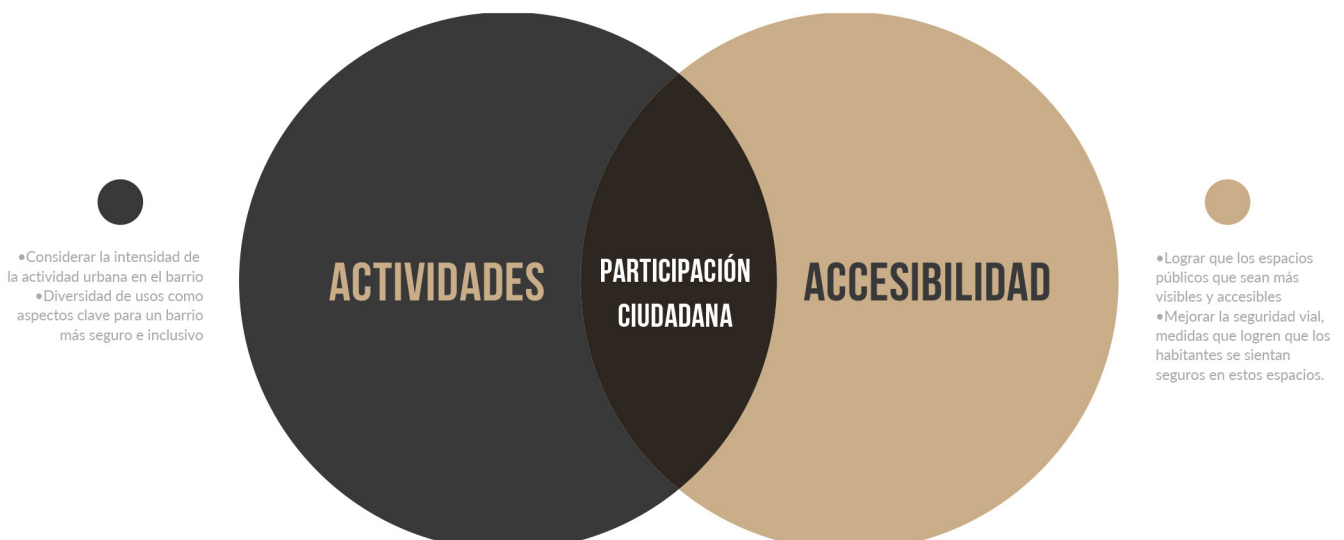 •Considerar la intensidad de
la actividad urbana en el barrio
•Diversidad de usos como
aspectos clave para un barrio
más seguro e inclusivo
ACTIVIDADES
PARTICIPACIÓN
CIUDADANA
ACCESIBILIDAD
•Lograr que los espacios
públicos que sean más
visibles y accesibles
•Mejorar la seguridad vial,
medidas que logren que los
habitantes se sientan
seguros en estos espacios.